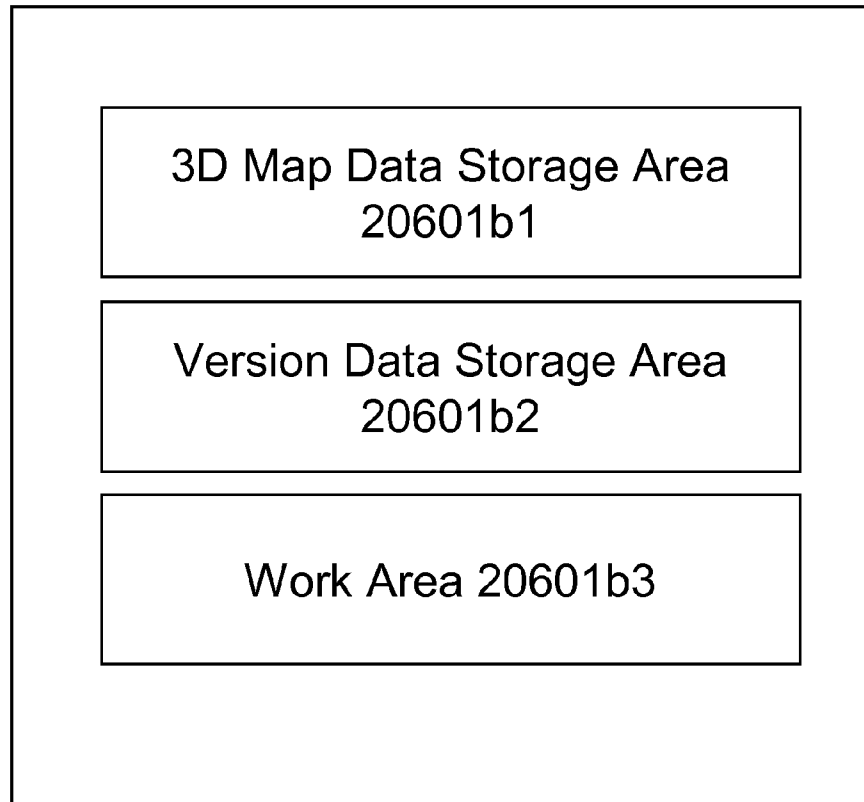 3D Map Data Storage Area
20601b1
Version Data Storage Area
20601b2
Work Area 20601b3